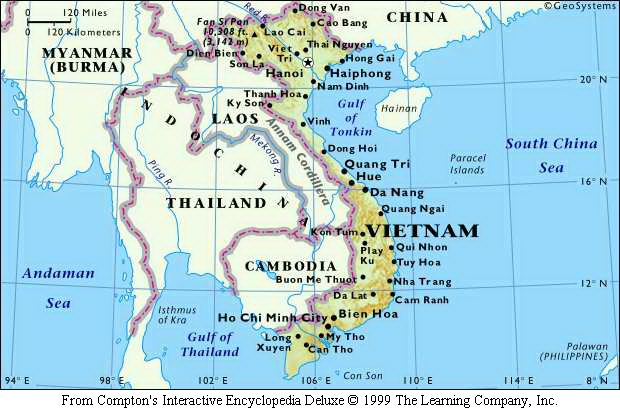 0 120 Miles
0 120 Kilometers
©GeoSystems
Dong Van
Red R.
Cao Bang
CHINA
Fan Si Pan
10,308 ft.
(3,142 m)
Lao Cai
Thai Nguyen
Viet
Tri
MYANMAR
(BURMA)
Dien Bien
Son La
Hong Gai
Hanoi
Haiphong
20°N
20°N
Nam Dinh
Thanh Hoa
Ky Son
Gulf
of
Tonkin
Hainan
LAOS
INDOCHINA
Vinh
Annam Cordillera
Mekong R.
Ping R.
Dong Hoi
South China
Sea
Quang Tri
Hue
Paracel
Islands
16°N
16°N
Da Nang
THAILAND
Quang Ngai
Kon Tum
VIETNAM
Play
Ku
Qui Nhon
CAMBODIA
Tuy Hoa
Andaman
Sea
Buon Me Thuot
Nha Trang
12°N
12°N
Da Lat
Cam Ranh
Isthmus
of Kra
Ho Chi Minh City
Bien Hoa
Gulf of
Thailand
Long
Xuyen
My Tho
Can Tho
Palawan
(PHILIPPINES)
Con Son
94°E
98°E
102°E
106°E
110°E
114°E
118°E
From Compton's Interactive Encyclopedia Deluxe © 1999 The Learning Company, Inc.